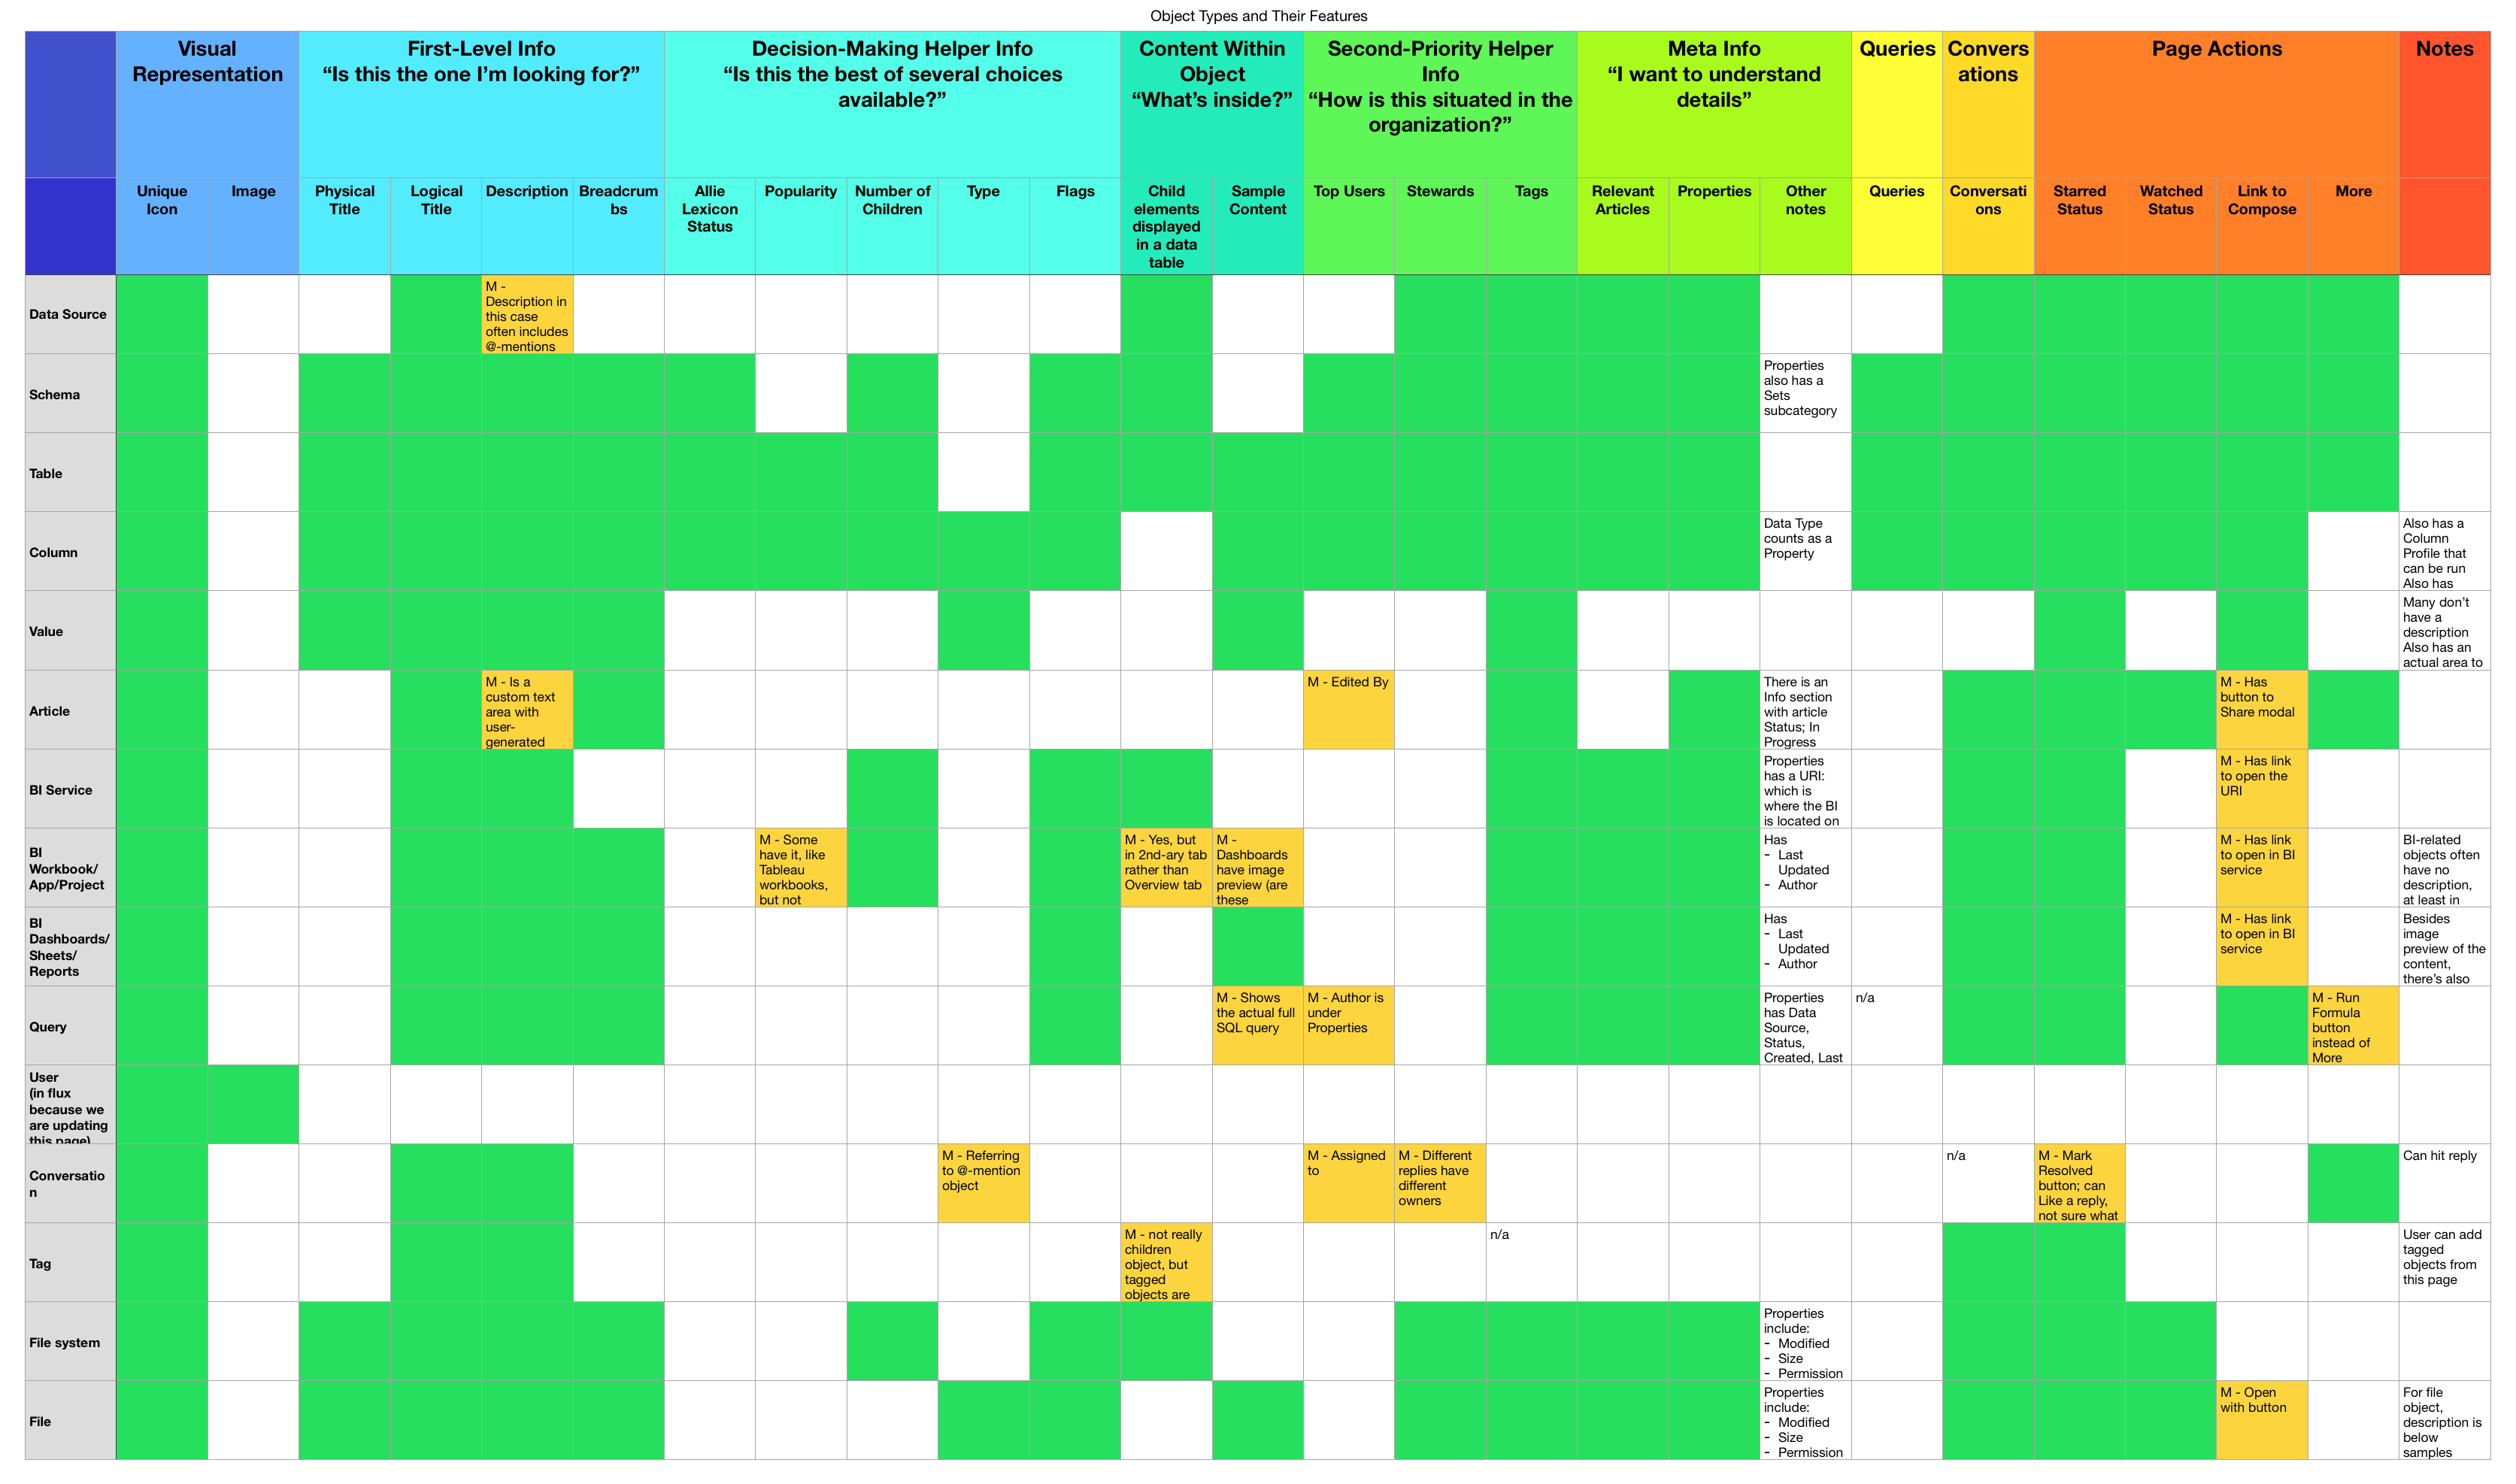 Object Types and Their Features
Visual
Representation
First-Level Info
“Is this the one I’m looking for?”
Decision-Making Helper Info
“Is this the best of several choices
available?”
Content Within
Object
“What’s inside?”
Second-Priority Helper
Info
“How is this situated in the
organization?”
Meta Info
“I want to understand
details”
Queries
Convers
ations
Page Actions
Notes
Unique
Icon
Image
Physical
Title
Logical
Title
Description
Breadcrum
bs
Allie
Lexicon
Status
Popularity
Number of
Children
Type
Flags
Child
elements
displayed
in a data
table
Sample
Content
Top Users
Stewards
Tags
Relevant
Articles
Properties
Other
notes
Queries
Conversati
ons
Starred
Status
Watched
Status
Link to
Compose
More
Data Source
M -
Description in
this case
often includes
@-mentions
Schema
Properties
also has a
Sets
subcategory
Table
Column
Data Type
counts as a
Property
Also has a
Column
Profile that
can be run
Also has
Value
Many don’t
have a
description
Also has an
actual area to
Article
M - Is a
custom text
area with
user-
generated
M - Edited By
There is an
Info section
with article
Status; In
Progress
M - Has
button to
Share modal
BI Service
Properties
has a URI:
which is
where the BI
is located on
M - Has link
to open the
URI
BI
Workbook/
App/Project
M - Some
have it, like
Tableau
workbooks,
but not
M - Yes, but
in 2nd-ary tab
rather than
Overview tab
M -
Dashboards
have image
preview (are
these
Has
- Last
Updated
- Author
M - Has link
to open in BI
service
BI-related
objects often
have no
description,
at least in
BI
Dashboards/
Sheets/
Reports
Has
- Last
Updated
- Author
M - Has link
to open in BI
service
Besides
image
preview of the
content,
there’s also
Query
M - Shows
the actual full
SQL query
M - Author is
under
Properties
Properties
has Data
Source,
Status,
Created, Last
n/a
M - Run
Formula
button
instead of
More
User
(in flux
because we
are updating
this page)
Conversatio
n
M - Referring
to @-mention
object
M - Assigned
to
M - Different
replies have
different
owners
n/a
M - Mark
Resolved
button; can
Like a reply,
not sure what
Can hit reply
Tag
M - not really
children
object, but
tagged
objects are
n/a
User can add
tagged
objects from
this page
File system
Properties
include:
- Modified
- Size
- Permission
File
Properties
include:
- Modified
- Size
- Permission
M - Open
with button
For file
object,
description is
below
samples